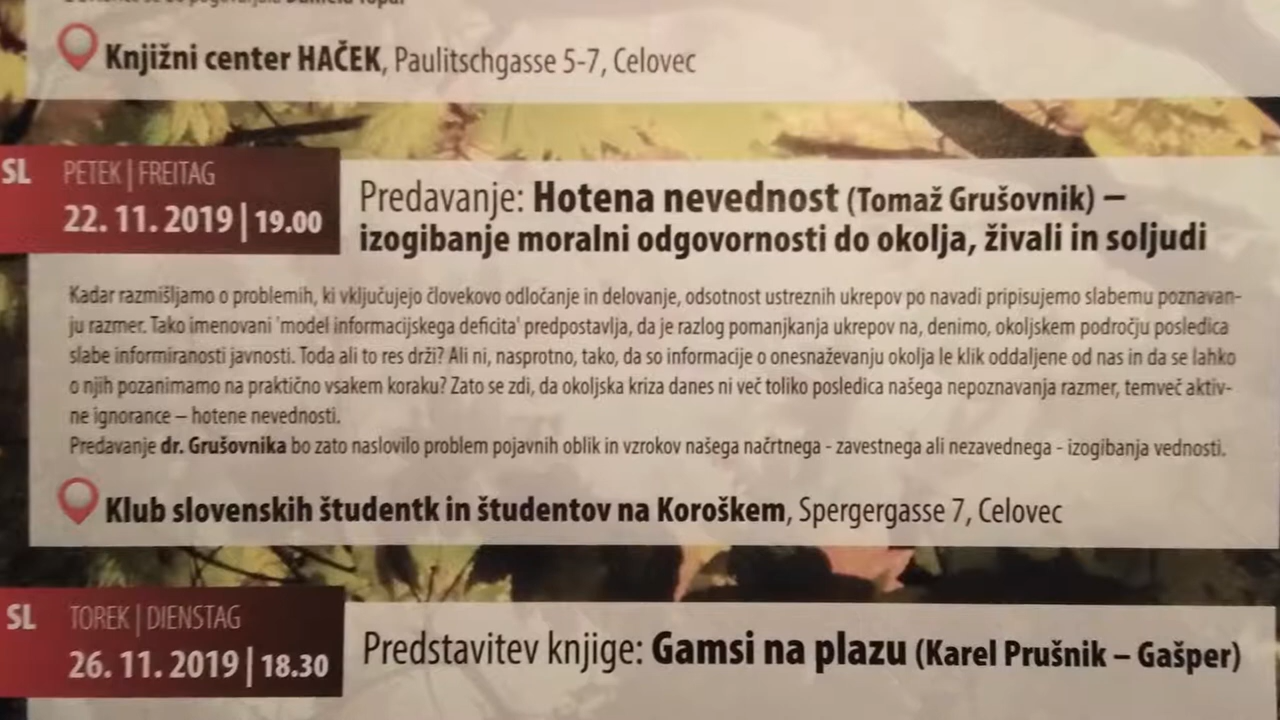 Knjižni center HAČEK, Paulitschgasse 5-7, Celovec
SL PETEK | FREITAG
22. 11. 2019 | 19.00
Predavanje: Hotena nevednost (Tomaž Grušovnik) –
izogibanje moralni odgovornosti do okolja, živali in soljudi
Kadar razmišljamo o problemih, ki vključujejo človekovo odločanje in delovanje, odsotnost ustreznih ukrepov po navadi pripisujemo slabemu poznavan-
ju razmer. Tako imenovani 'model informacijskega deficita' predpostavlja, da je razlog pomanjkanja ukrepov na, denimo, okoljskem področju posledica
slabe informiranosti javnosti. Toda ali to res drži? Ali ni, nasprotno, tako, da so informacije o onesnaževanju okolja le klik oddaljene od nas in da se lahko
o njih pozanimamo na praktično vsakem koraku? Zato se zdi, da okoljska kriza danes ni več toliko posledica našega nepoznavanja razmer, temveč aktiv-
ne ignorance – hotene nevednosti.
Predavanje dr. Grušovnika bo zato naslovilo problem pojavnih oblik in vzrokov našega načrtnega - zavestnega ali nezavednega - izogibanja vednosti.
Klub slovenskih študentk in študentov na Koroškem, Spergergasse 7, Celovec
SL TOREK | DIENSTAG
26. 11. 2019 | 18.30
Predstavitev knjige: Gamsi na plazu (Karel Prušnik – Gašper)